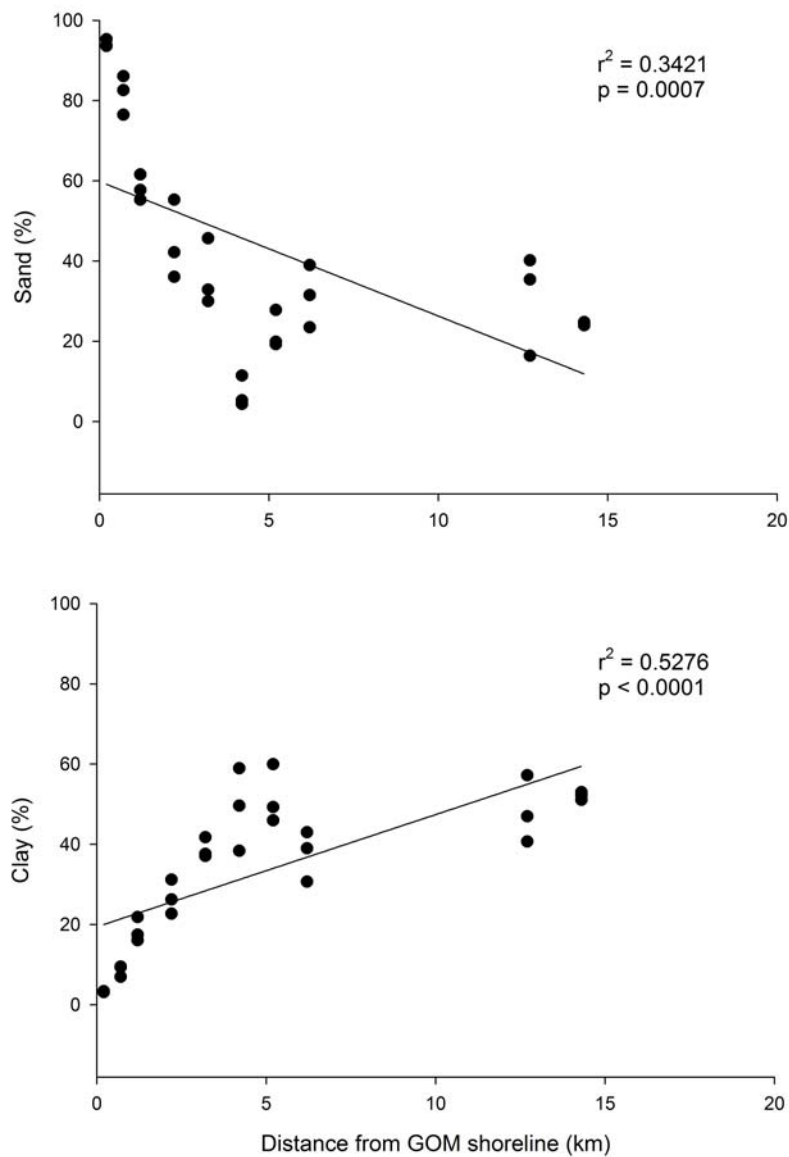 100
80
60
40
20
0
Sand (%)
r² = 0.3421
p = 0.0007
0 5 10 15 20
100
80
60
40
20
0
Clay (%)
r² = 0.5276
p < 0.0001
0 5 10 15 20
Distance from GOM shoreline (km)